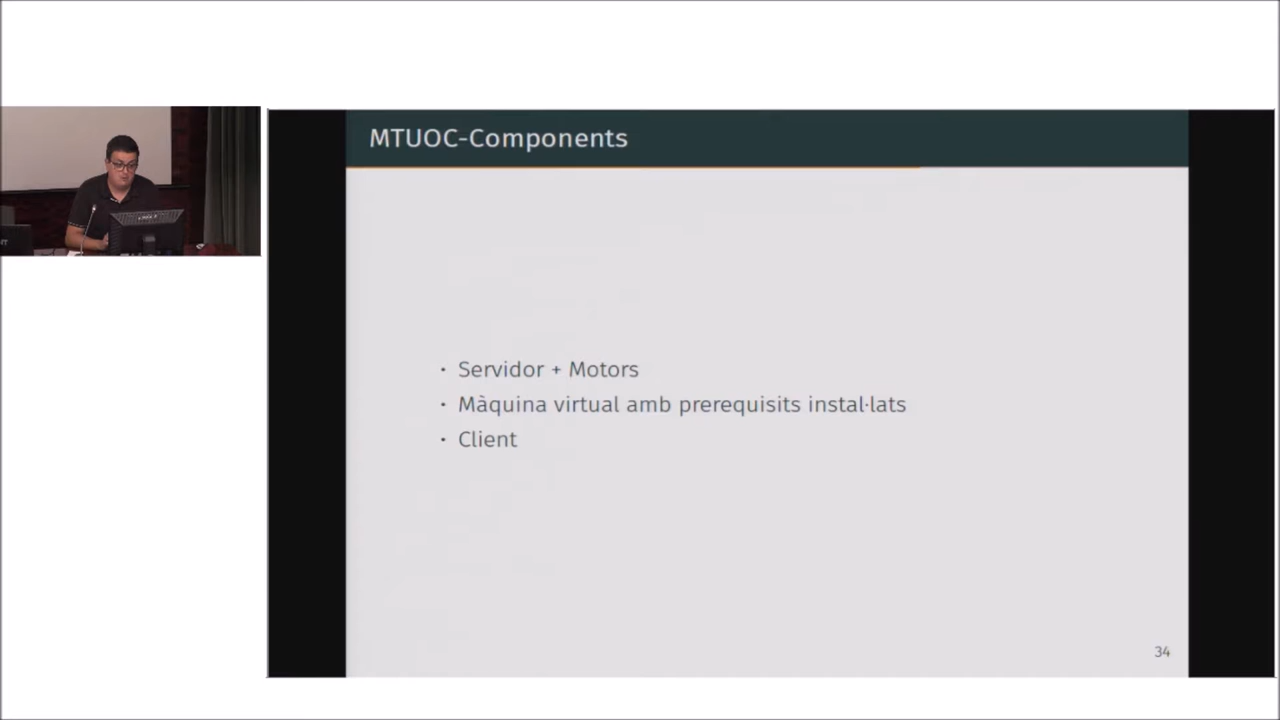 MTUOC-Components
· Servidor + Motors
· Màquina virtual amb prerequisits instal·lats
· Client
34